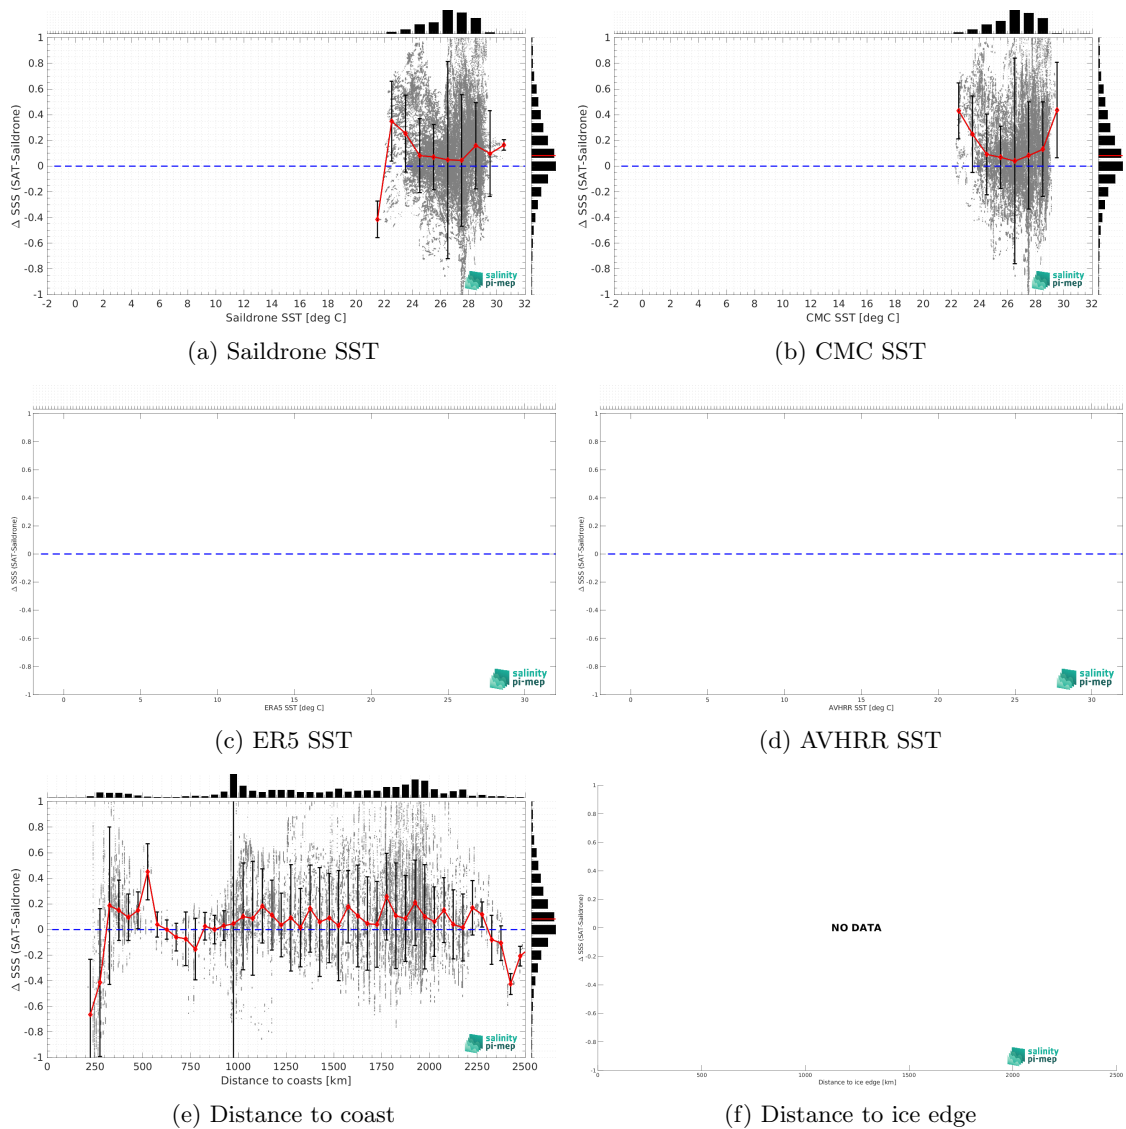 1
0.8
0.6
0.4
0.2
0
-0.2
-0.4
-0.6
-0.8
-1
Δ SSS (SAT-Saildrone)
-2 0 2 4 6 8 10 12 14 16 18 20 22 24 26 28 30 32
Saildrone SST [deg C]
salinity
pi-mep
(a) Saildrone SST
1
0.8
0.6
0.4
0.2
0
-0.2
-0.4
-0.6
-0.8
-1
Δ SSS (SAT-Saildrone)
-2 0 2 4 6 8 10 12 14 16 18 20 22 24 26 28 30 32
CMC SST [deg C]
salinity
pi-mep
(b) CMC SST
1
0.8
0.6
0.4
0.2
0
-0.2
-0.4
-0.6
-0.8
-1
Δ SSS (SAT-Saildrone)
0 5 10 15 20 25 30
ERA5 SST [deg C]
salinity
pi-mep
(c) ER5 SST
1
0.8
0.6
0.4
0.2
0
-0.2
-0.4
-0.6
-0.8
-1
Δ SSS (SAT-Saildrone)
0 5 10 15 20 25 30
AVHRR SST [deg C]
salinity
pi-mep
(d) AVHRR SST
1
0.8
0.6
0.4
0.2
0
-0.2
-0.4
-0.6
-0.8
-1
Δ SSS (SAT-Saildrone)
0 250 500 750 1000 1250 1500 1750 2000 2250 2500
Distance to coasts [km]
salinity
pi-mep
(e) Distance to coast
1
0.8
0.6
0.4
0.2
0
-0.2
-0.4
-0.6
-0.8
-1
Δ SSS (SAT-Saildrone)
NO DATA
0 500 1000 1500 2000 2500
Distance to ice edge [km]
salinity
pi-mep
(f) Distance to ice edge